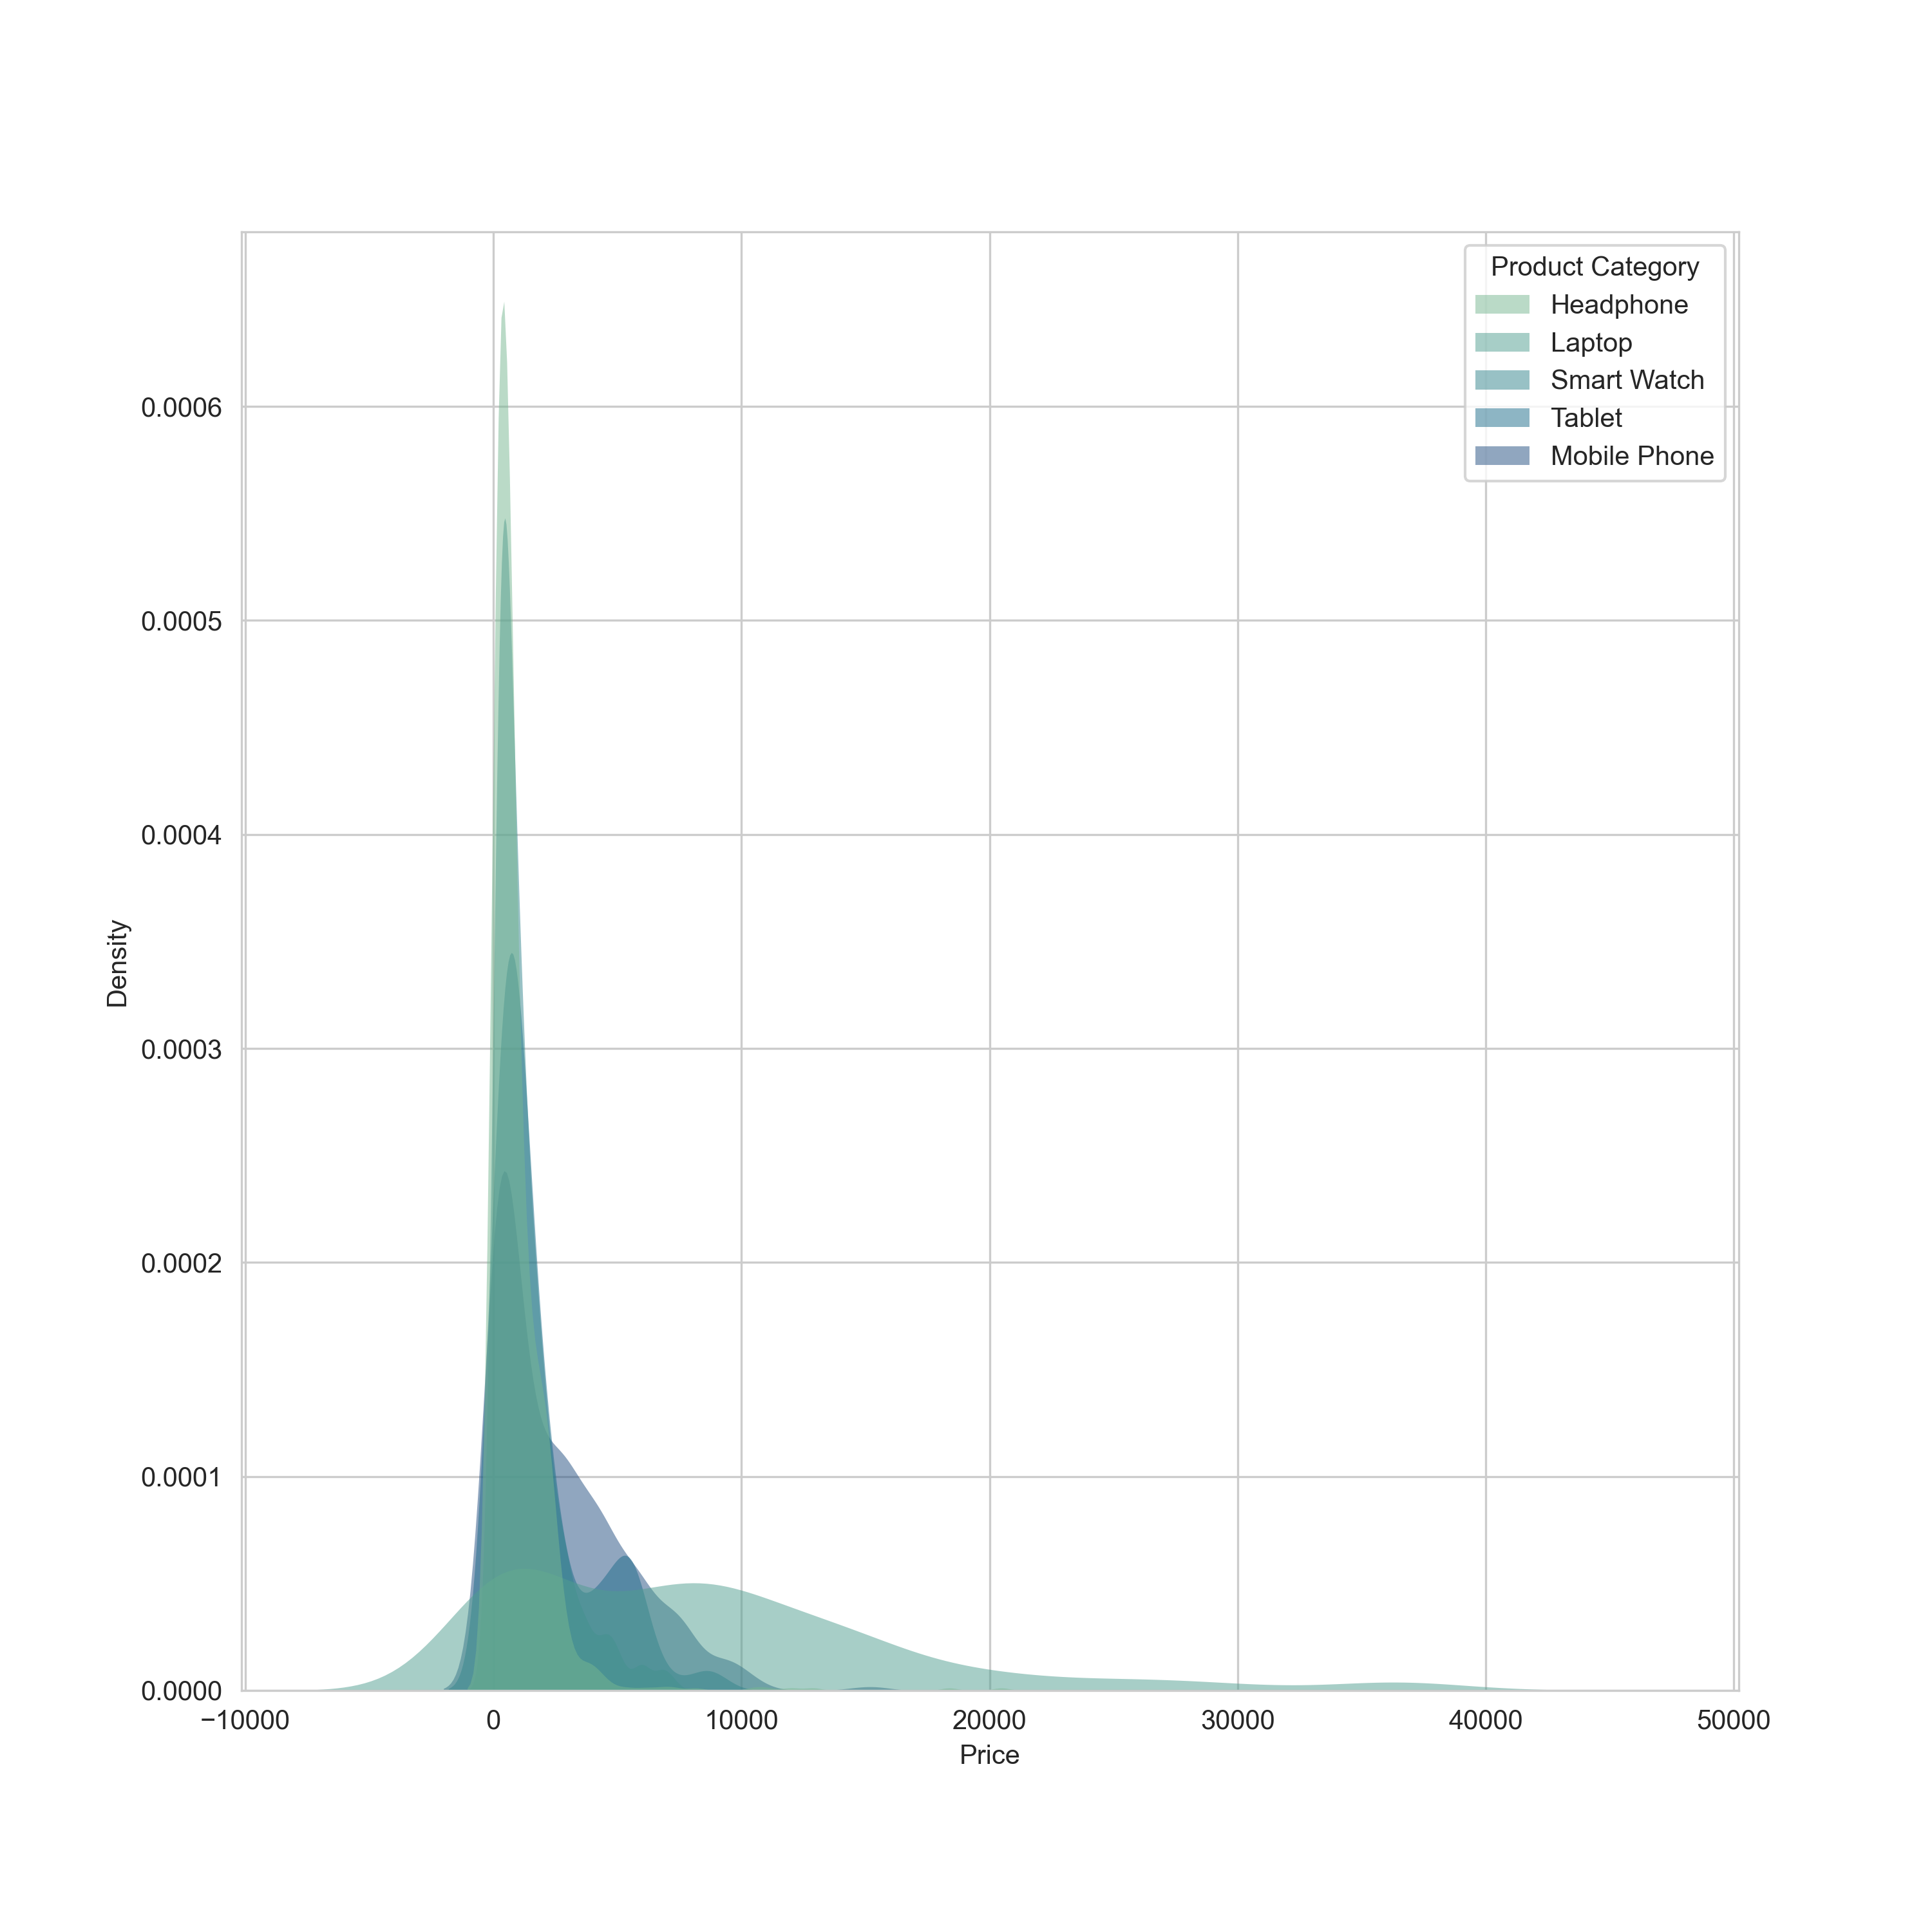 Product Category
Headphone
Laptop
Smart Watch
Tablet
Mobile Phone
0.0006
0.0005
0.0004
0.0003
0.0002
0.0001
0.0000
Density
−10000 0 10000 20000 30000 40000 50000
Price